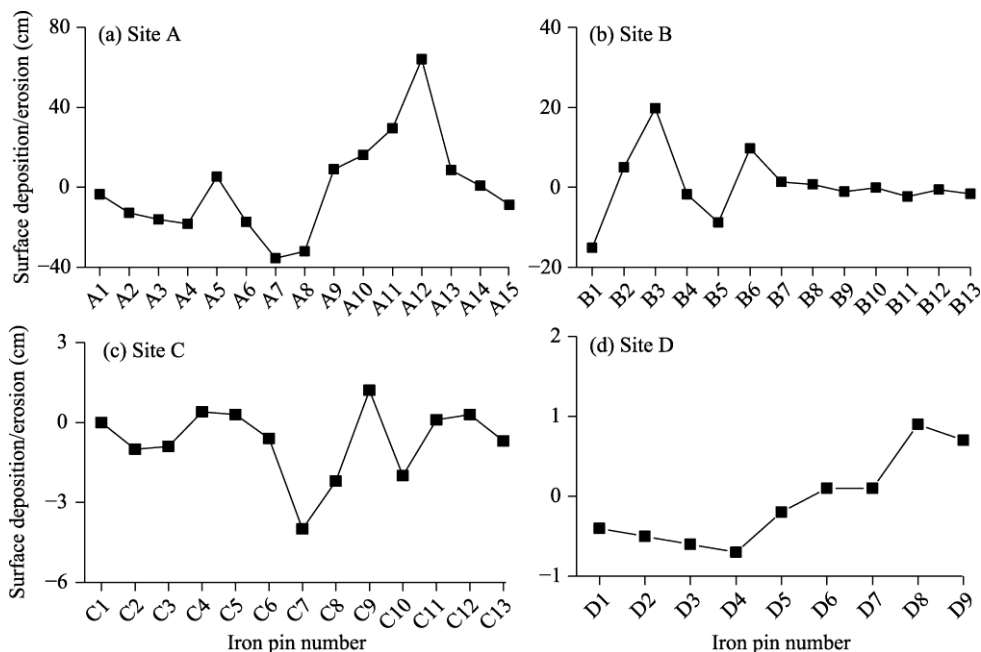 (a) Site A
Surface deposition/erosion (cm)
80
40
0
−40
A1 A2 A3 A4 A5 A6 A7 A8 A9 A10 A11 A12 A13 A14 A15
(b) Site B
40
20
0
−20
B1 B2 B3 B4 B5 B6 B7 B8 B9 B10 B11 B12 B13
(c) Site C
Surface deposition/erosion (cm)
3
0
−3
−6
C1 C2 C3 C4 C5 C6 C7 C8 C9 C10 C11 C12 C13
Iron pin number
(d) Site D
2
1
0
−1
D1 D2 D3 D4 D5 D6 D7 D8 D9
Iron pin number